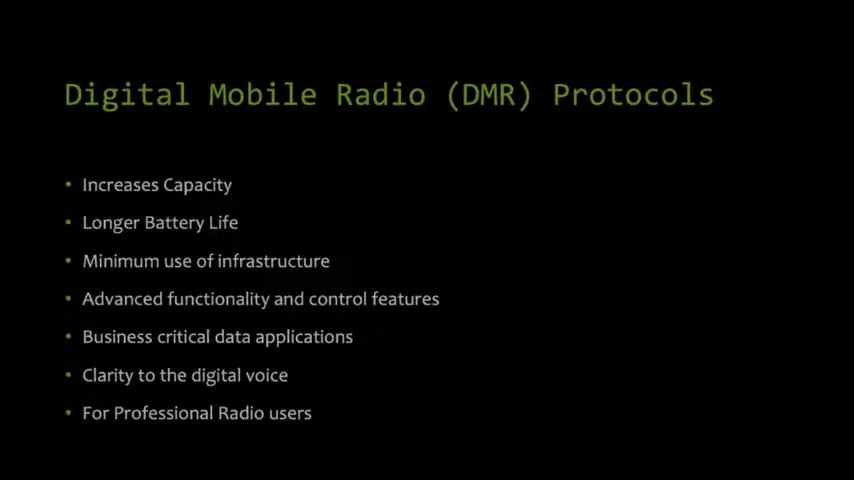 Digital Mobile Radio (DMR) Protocols
• Increases Capacity
• Longer Battery Life
• Minimum use of infrastructure
• Advanced functionality and control features
• Business critical data applications
• Clarity to the digital voice
• For Professional Radio users